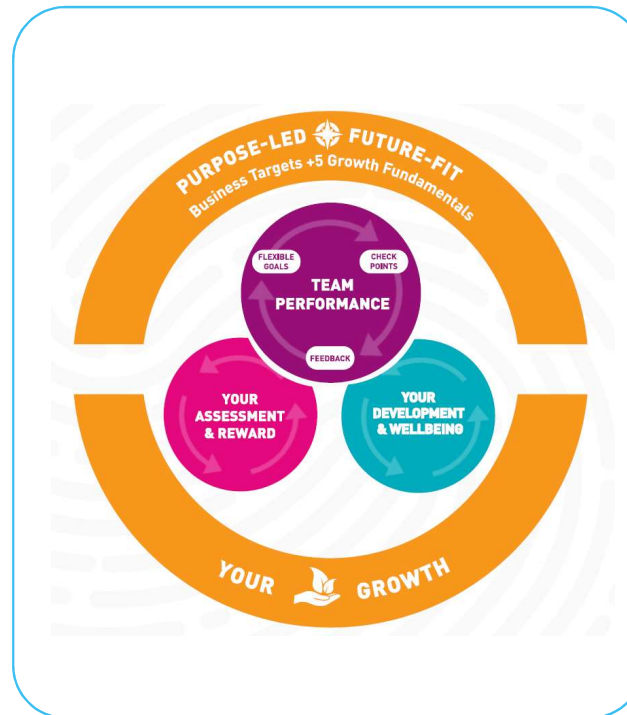 PURPOSE-LED FUTURE-FIT
Business Targets +5 Growth Fundamentals
FLEXIBLE
GOALS
CHECK
POINTS
TEAM
PERFORMANCE
FEEDBACK
YOUR
ASSESSMENT
& REWARD
YOUR
DEVELOPMENT
& WELLBEING
YOUR GROWTH